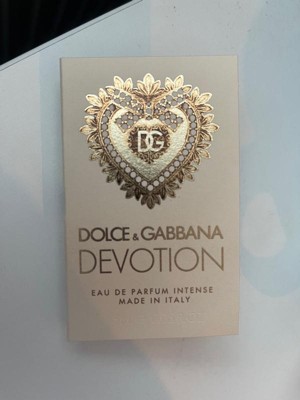 DG
DOLCE & GABBANA
DEVOTION
EAU DE PARFUM INTENSE
MADE IN ITALY